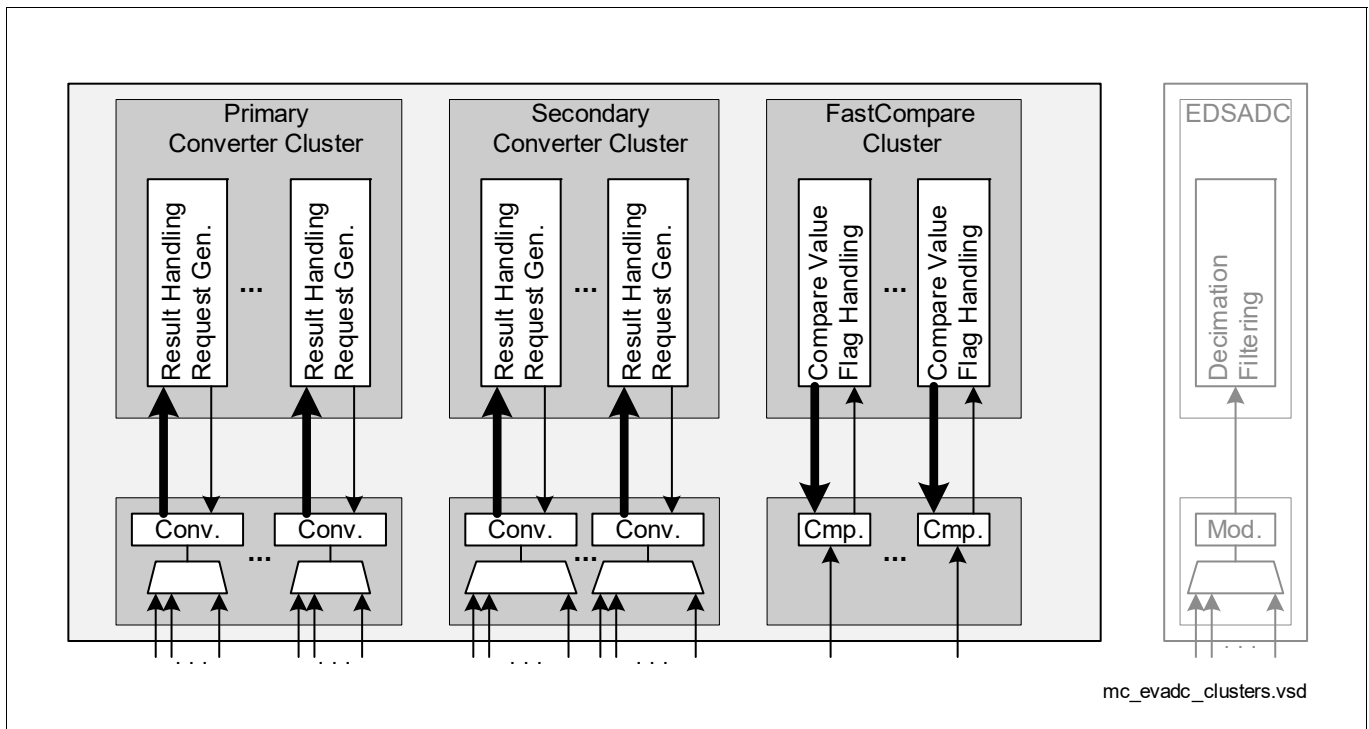 Primary
Converter Cluster
Secondary
Converter Cluster
FastCompare
Cluster
EDSADC
Result Handling
Request Gen.
...
Result Handling
Request Gen.
Result Handling
Request Gen.
...
Result Handling
Request Gen.
Compare Value
Flag Handling
...
Compare Value
Flag Handling
Decimation
Filtering
Conv.
...
Conv.
Conv.
...
Conv.
Cmp.
...
Cmp.
Mod.
. . .
. . .
. . .
. . .
. . .
mc_evadc_clusters.vsd